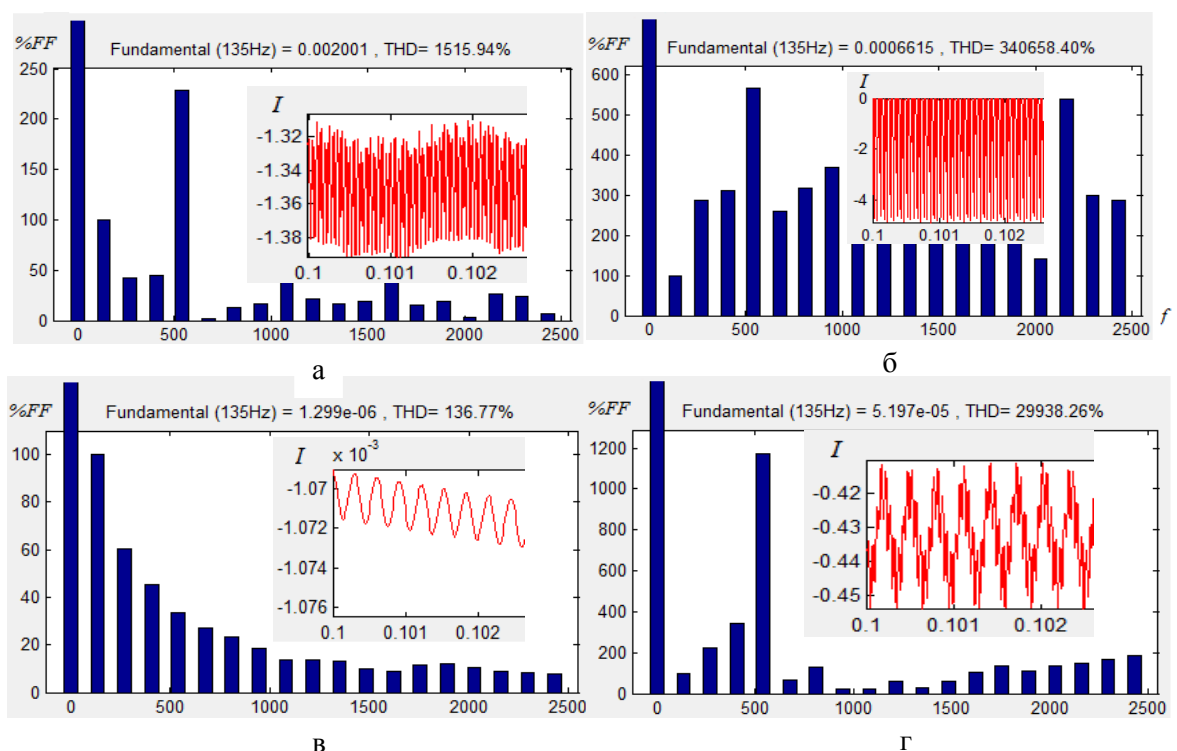 %FF
Fundamental (135Hz) = 0.002001 , THD= 1515.94%
250
200
150
100
50
0
I
-1.32
-1.34
-1.36
-1.38
0.1 0.101 0.102
0 500 1000 1500 2000 2500
а
%FF
Fundamental (135Hz) = 0.0006615 , THD= 340658.40%
600
500
400
300
200
100
0
I
0
-2
-4
0.1 0.101 0.102
0 500 1000 1500 2000 2500 f
б
%FF
Fundamental (135Hz) = 1.299e-06 , THD= 136.77%
100
80
60
40
20
0
I x 10⁻³
-1.07
-1.072
-1.074
-1.076
0.1 0.101 0.102
0 500 1000 1500 2000 2500
в
%FF
Fundamental (135Hz) = 5.197e-05 , THD= 29938.26%
1200
1000
800
600
400
200
0
I
-0.42
-0.43
-0.44
-0.45
0.1 0.101 0.102
0 500 1000 1500 2000 2500
г